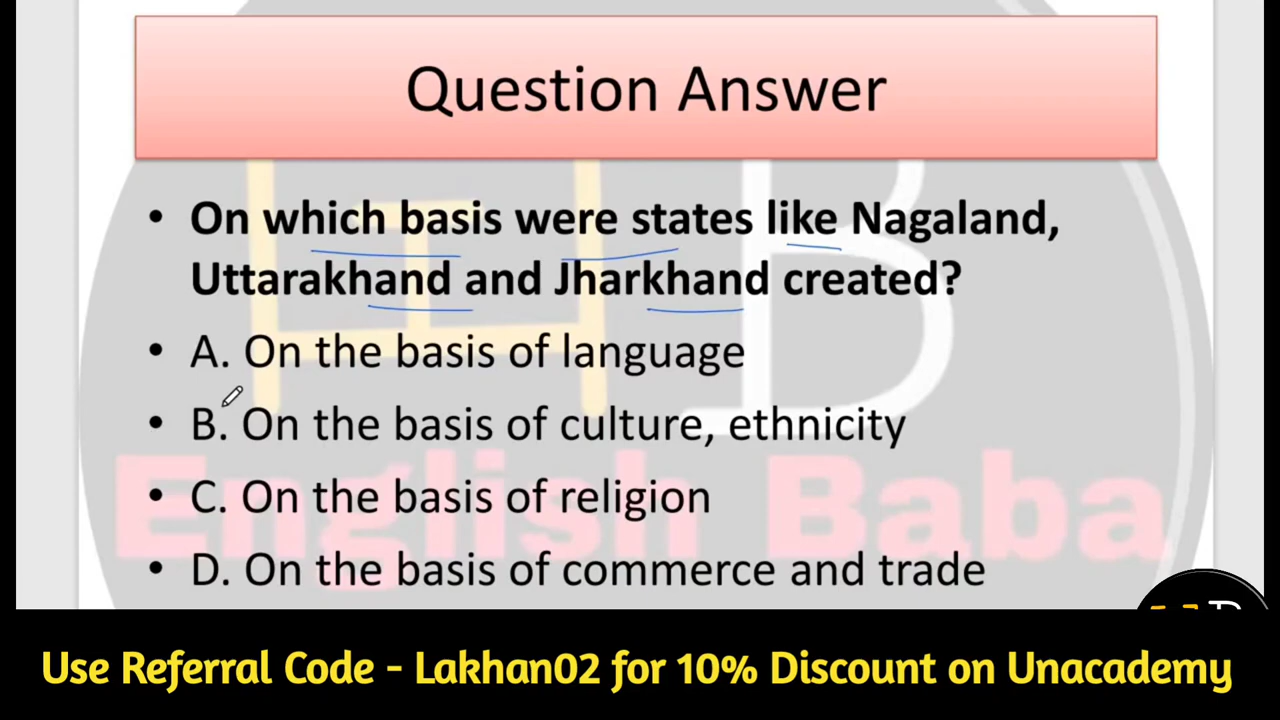 Question Answer
• On which basis were states like Nagaland,
Uttarakhand and Jharkhand created?
• A. On the basis of language
• B. On the basis of culture, ethnicity
• C. On the basis of religion
• D. On the basis of commerce and trade
English Baba
Use Referral Code - Lakhan02 for 10% Discount on Unacademy